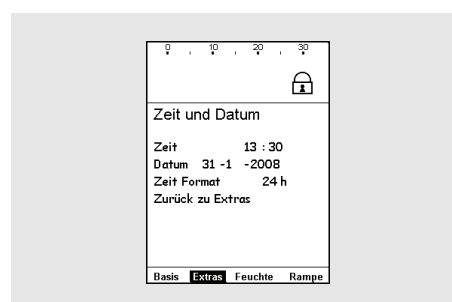 0 10 20 30
Zeit und Datum
Zeit 13 : 30
Datum 31 -1 -2008
Zeit Format 24 h
Zurück zu Extras
Basis Extras Feuchte Rampe